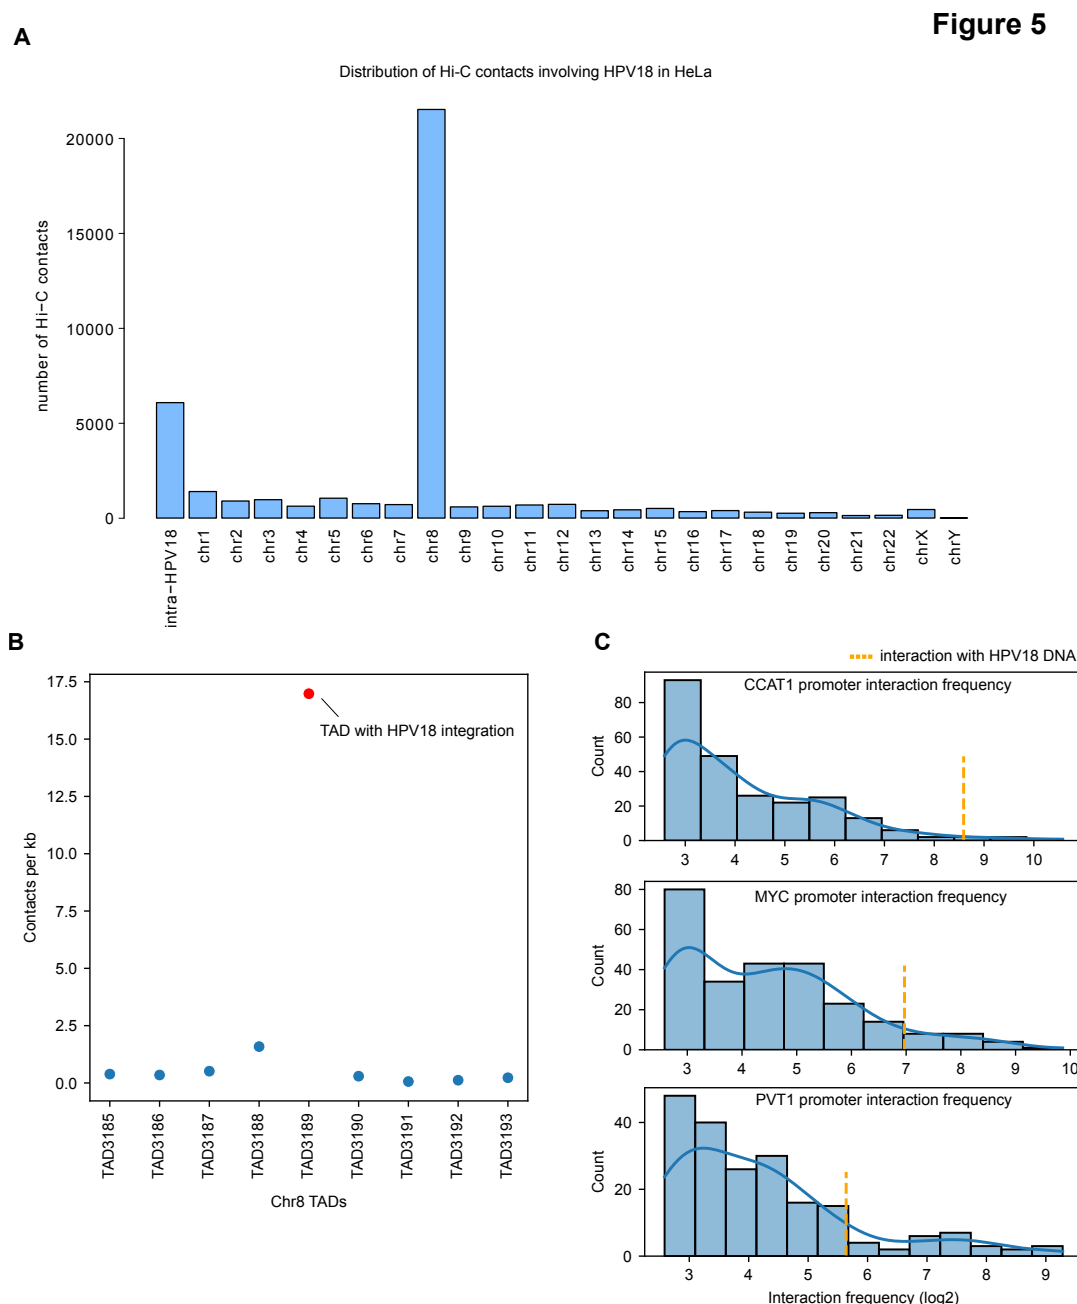 Figure 5
A
Distribution of Hi-C contacts involving HPV18 in HeLa
number of Hi−C contacts
20000
15000
10000
5000
0
intra−HPV18
chr1
chr2
chr3
chr4
chr5
chr6
chr7
chr8
chr9
chr10
chr11
chr12
chr13
chr14
chr15
chr16
chr17
chr18
chr19
chr20
chr21
chr22
chrX
chrY
B
Contacts per kb
17.5
15.0
12.5
10.0
7.5
5.0
2.5
0.0
TAD with HPV18 integration
TAD3185
TAD3186
TAD3187
TAD3188
TAD3189
TAD3190
TAD3191
TAD3192
TAD3193
Chr8 TADs
C
interaction with HPV18 DNA
CCAT1 promoter interaction frequency
Count
80
60
40
20
0
3 4 5 6 7 8 9 10
MYC promoter interaction frequency
Count
80
60
40
20
0
3 4 5 6 7 8 9 10
PVT1 promoter interaction frequency
Count
40
20
0
3 4 5 6 7 8 9
Interaction frequency (log2)